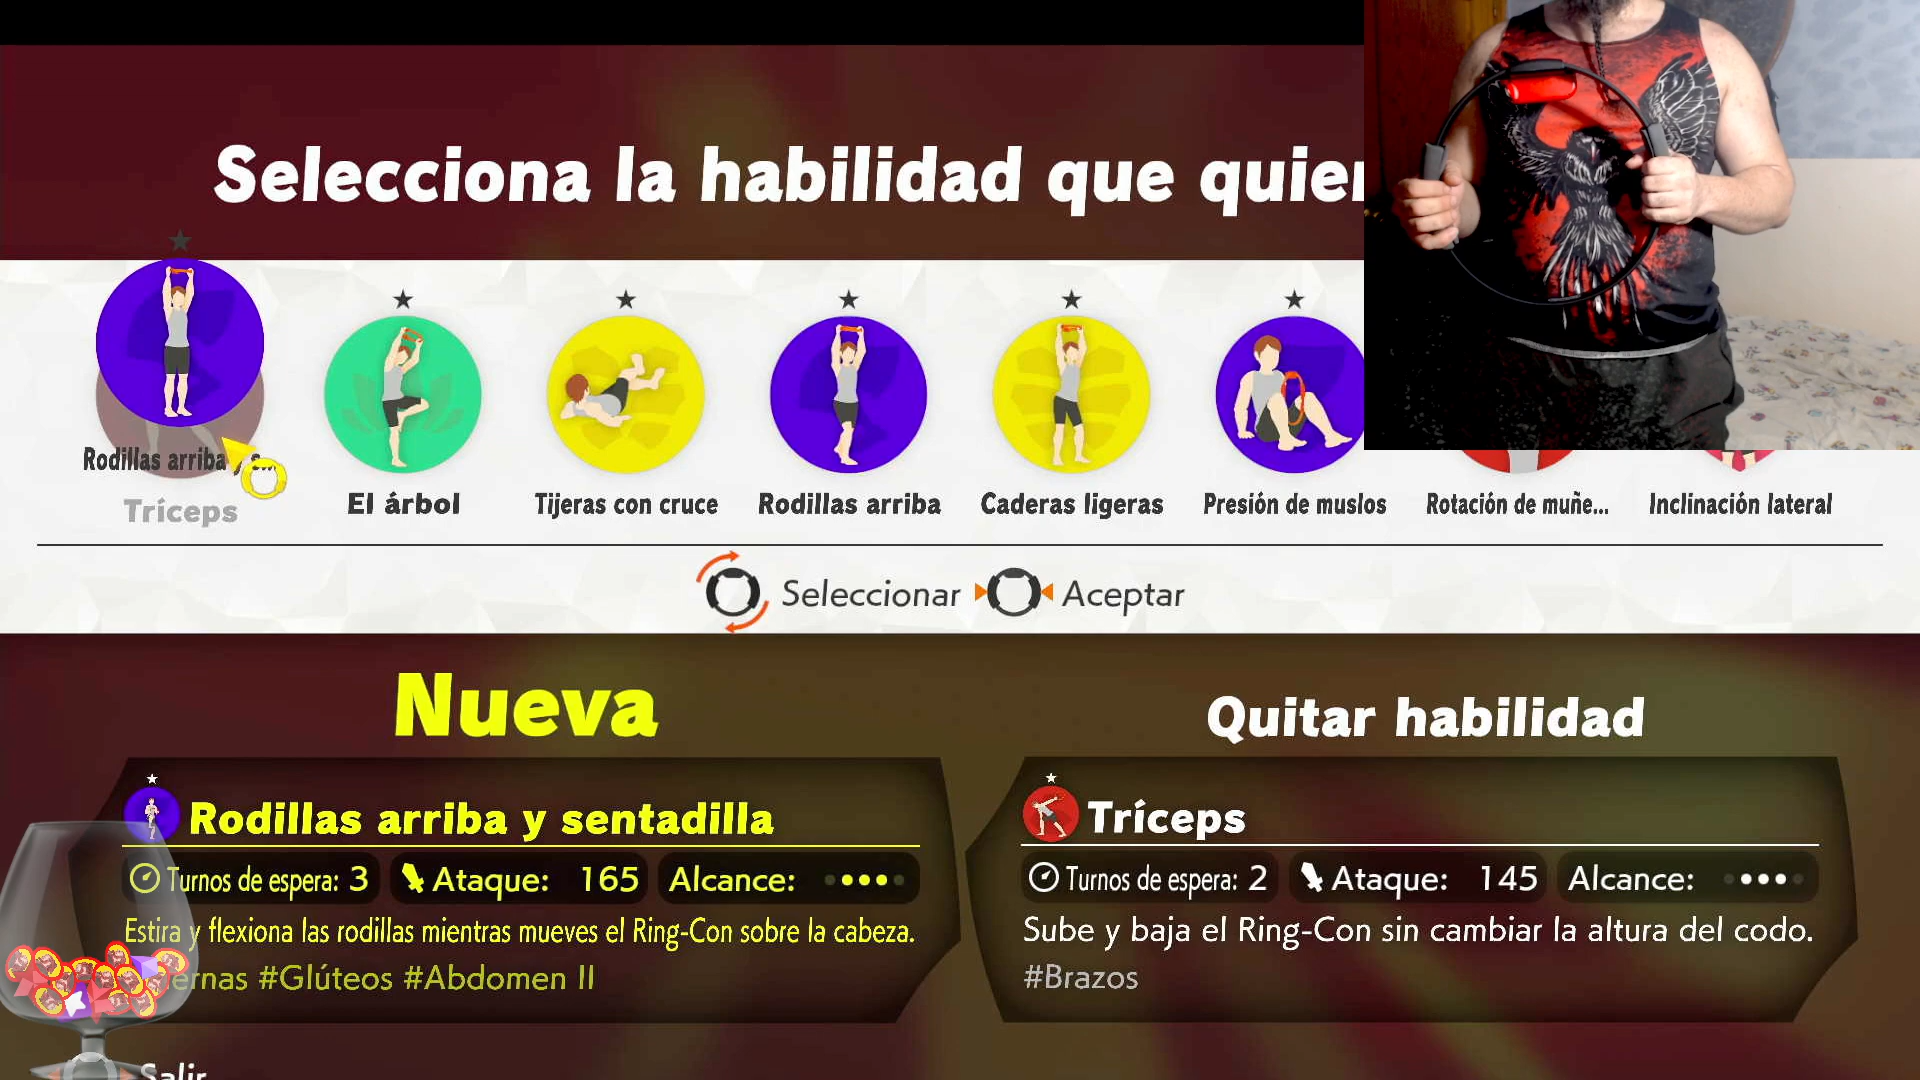 Selecciona la habilidad que quier
Rodillas arriba y s...
Tríceps
El árbol
Tijeras con cruce
Rodillas arriba
Caderas ligeras
Presión de muslos
Rotación de muñe...
Inclinación lateral
Seleccionar
Aceptar
Nueva
Rodillas arriba y sentadilla
Turnos de espera: 3
Ataque: 165
Alcance:
Estira y flexiona las rodillas mientras mueves el Ring-Con sobre la cabeza.
ernas #Glúteos #Abdomen II
Quitar habilidad
Tríceps
Turnos de espera: 2
Ataque: 145
Alcance:
Sube y baja el Ring-Con sin cambiar la altura del codo.
#Brazos
Salir